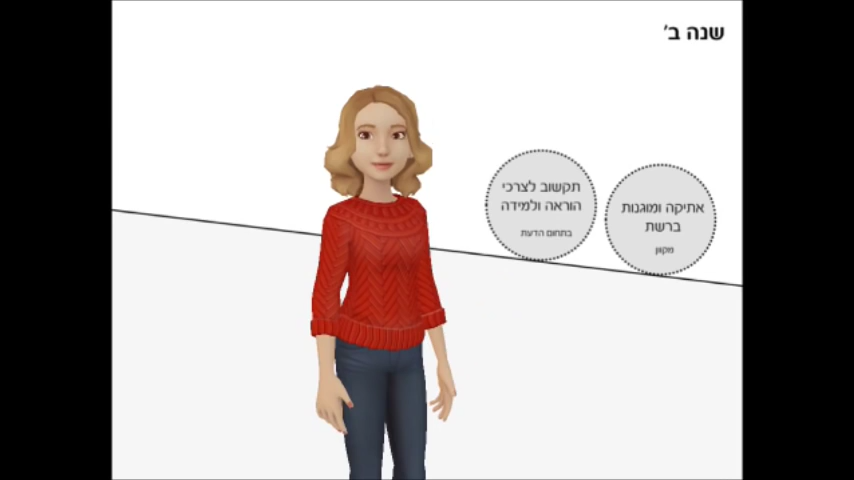 שנה ב'
אתיקה ומוגנות
ברשת
מקוון
תקשוב לצרכי
הוראה ולמידה
בתחום הדעת